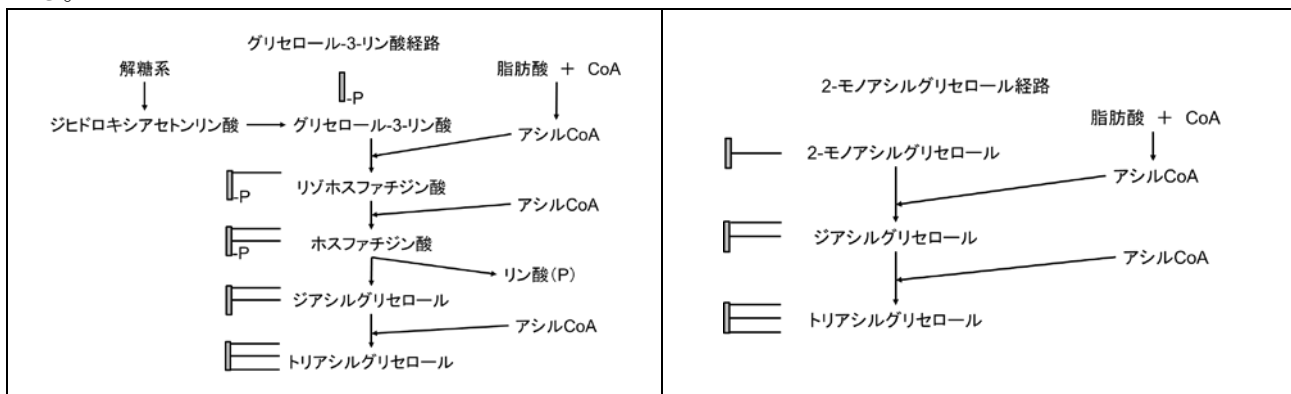 る。
グリセロール-3-リン酸経路
解糖系
脂肪酸 + CoA
-P
ジヒドロキシアセトンリン酸
グリセロール-3-リン酸
アシルCoA
リゾホスファチジン酸
-P
アシルCoA
ホスファチジン酸
-P
リン酸(P)
ジアシルグリセロール
アシルCoA
トリアシルグリセロール
2-モノアシルグリセロール経路
脂肪酸 + CoA
2-モノアシルグリセロール
アシルCoA
ジアシルグリセロール
アシルCoA
トリアシルグリセロール